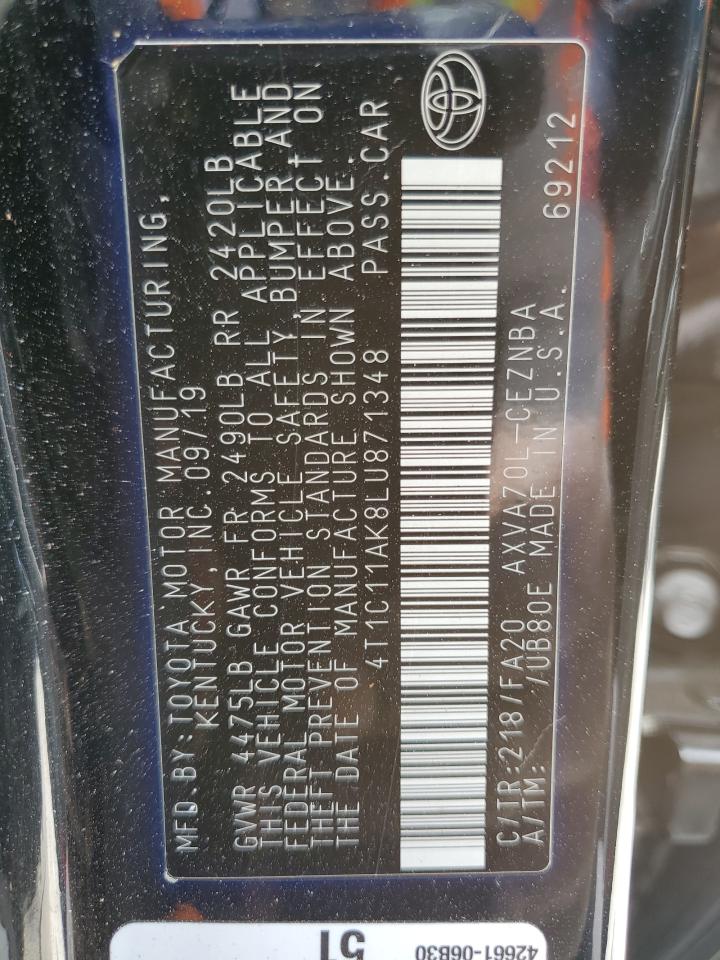 MFD.BY:TOYOTA MOTOR MANUFACTURING,
KENTUCKY,INC.09/19
GVWR 4475LB GAWR FR 2490LB RR 2420LB
THIS VEHICLE CONFORMS TO ALL APPLICABLE
FEDERAL MOTOR VEHICLE SAFETY,BUMPER AND
THEFT PREVENTION STANDARDS IN EFFECT ON
THE DATE OF MANUFACTURE SHOWN ABOVE.
4T1C11AK8LU871348 PASS.CAR
C/TR:218/FA20 AXVA70L-CEZNBA
A/TM: /UB80E MADE IN U.S.A. 69212
51
42661-06B30